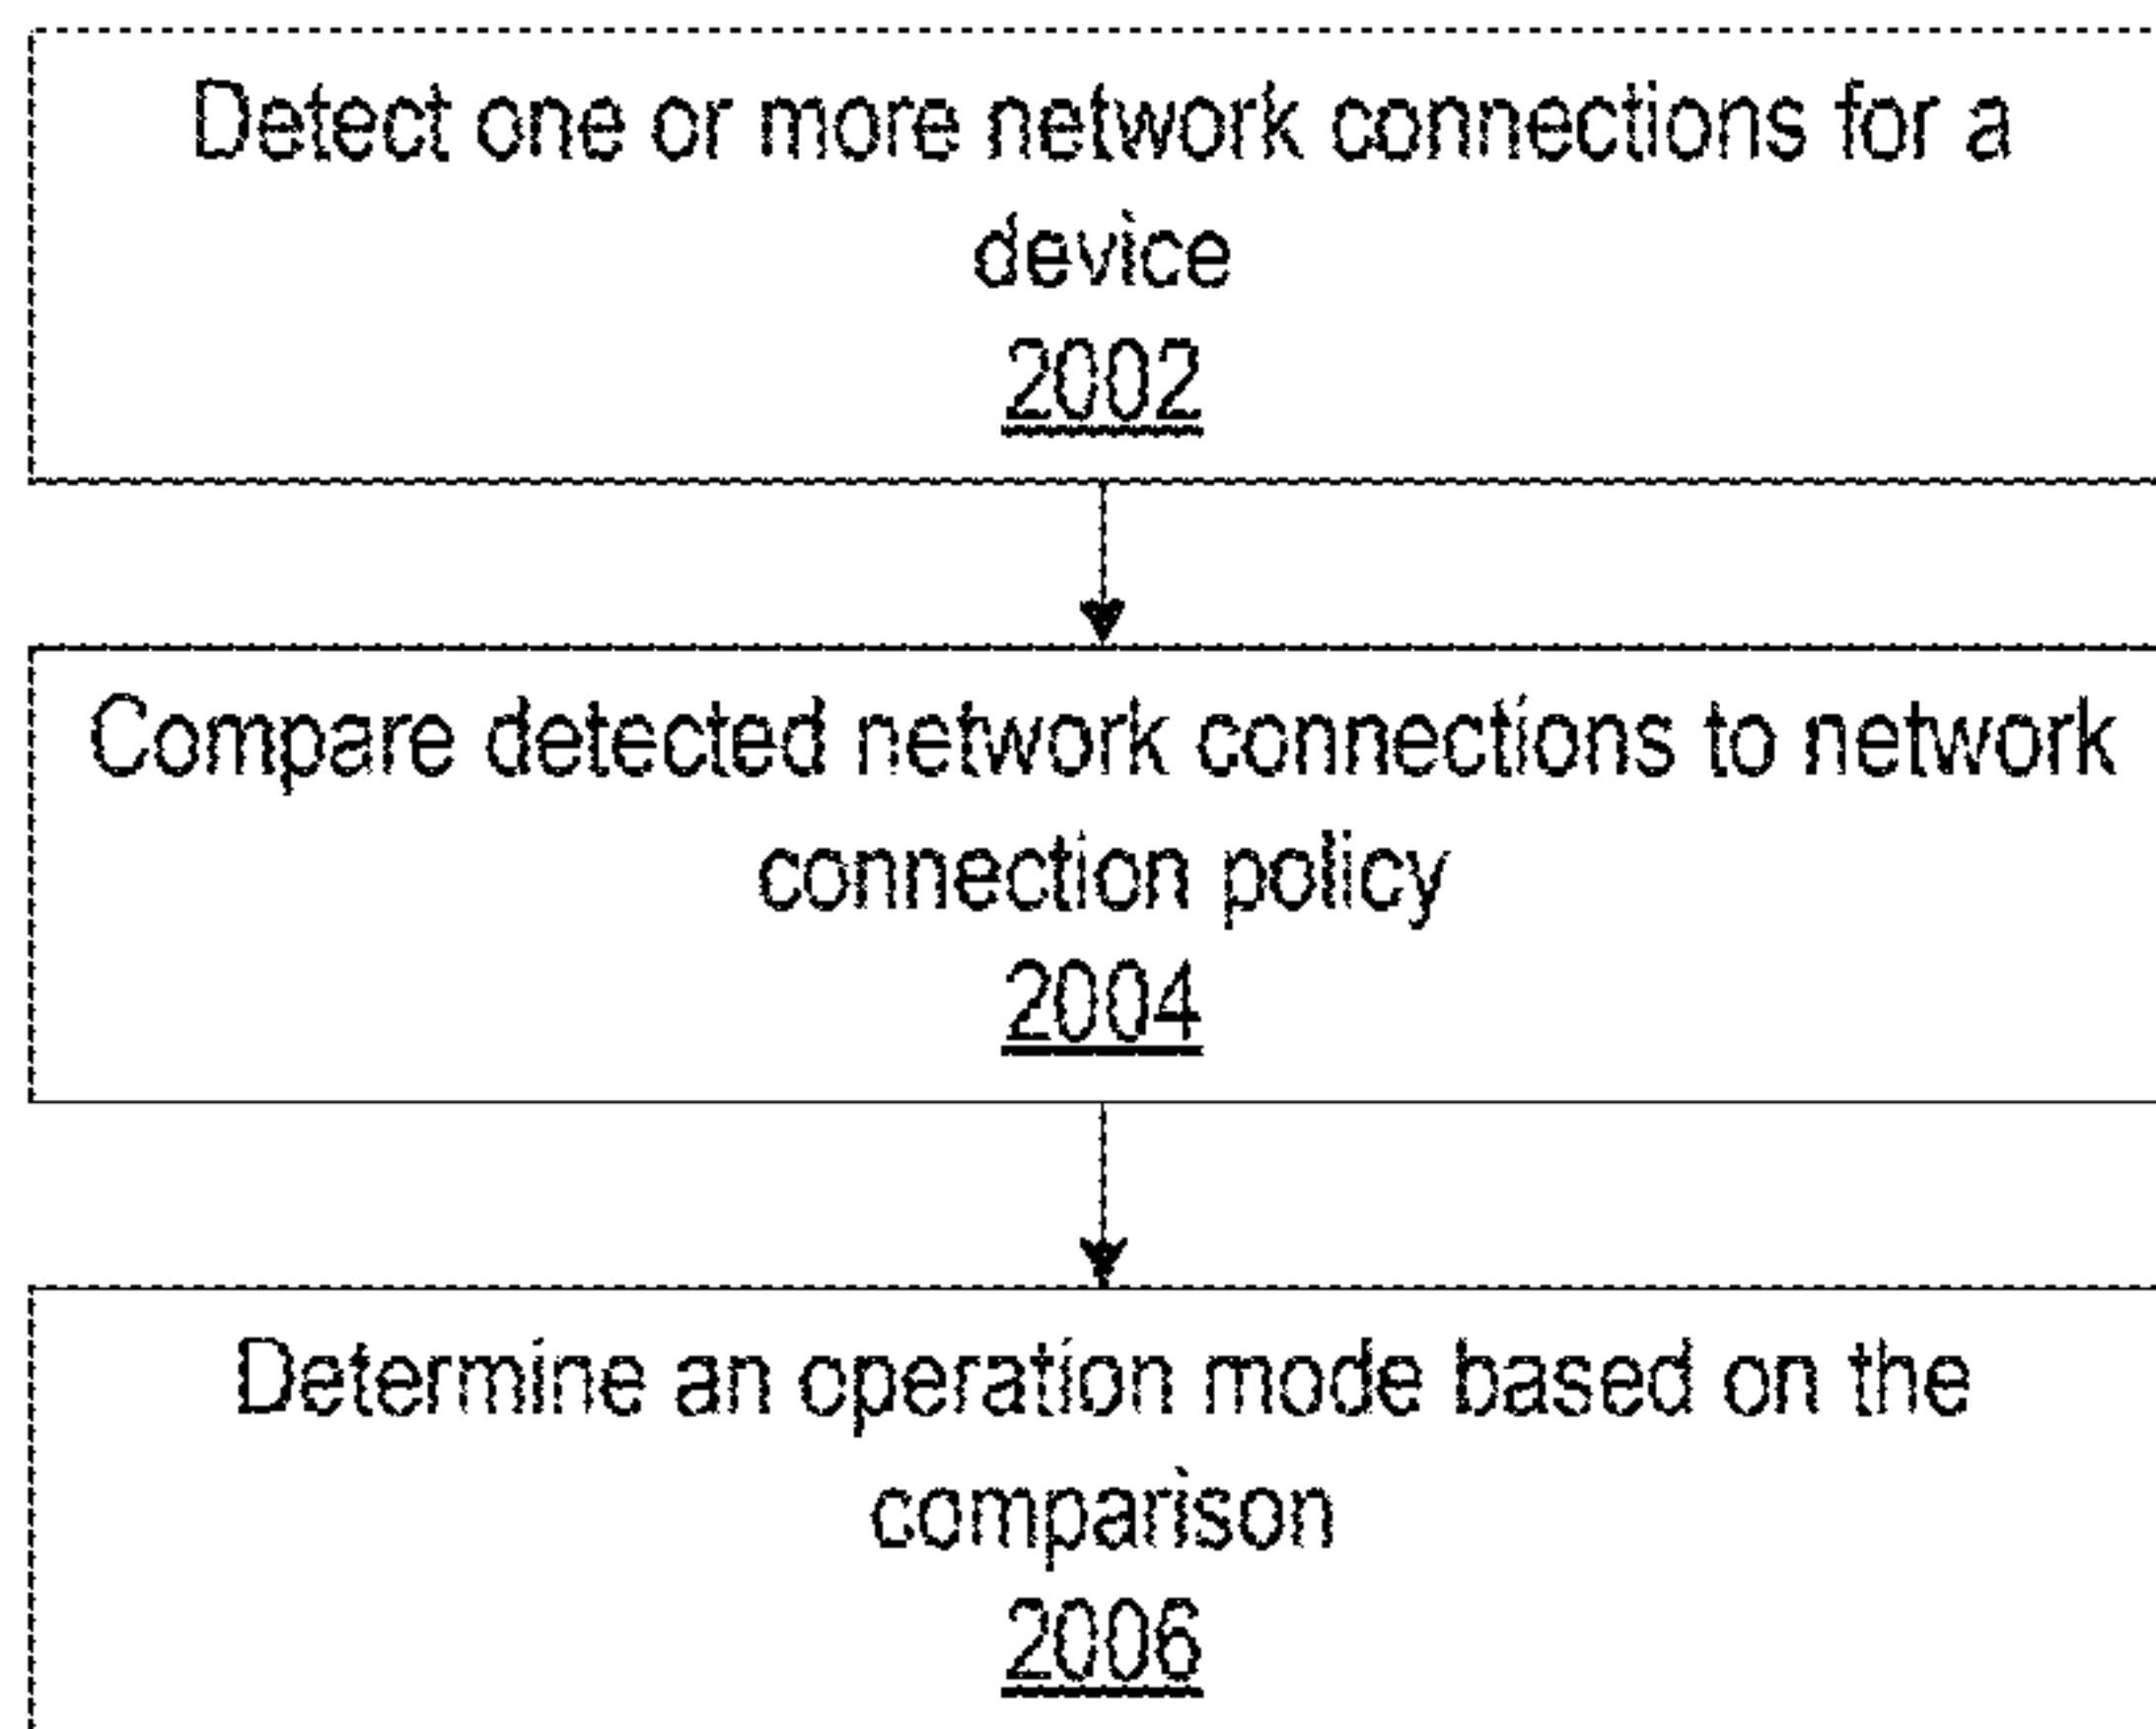 Detect one or more network connections for a
device
2002
Compare detected network connections to network
connection policy
2004
Determine an operation mode based on the
comparison
2006